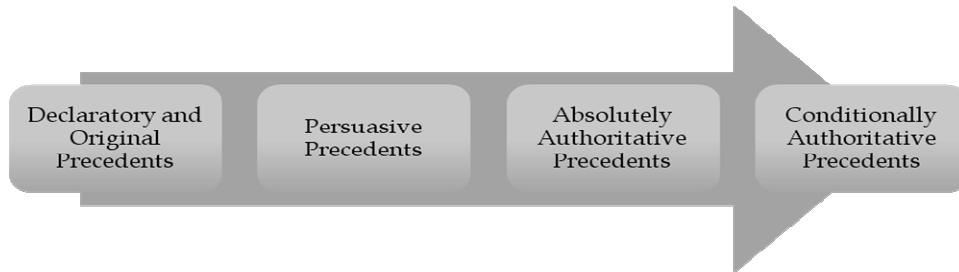 Declaratory and
Original
Precedents
Persuasive
Precedents
Absolutely
Authoritative
Precedents
Conditionally
Authoritative
Precedents